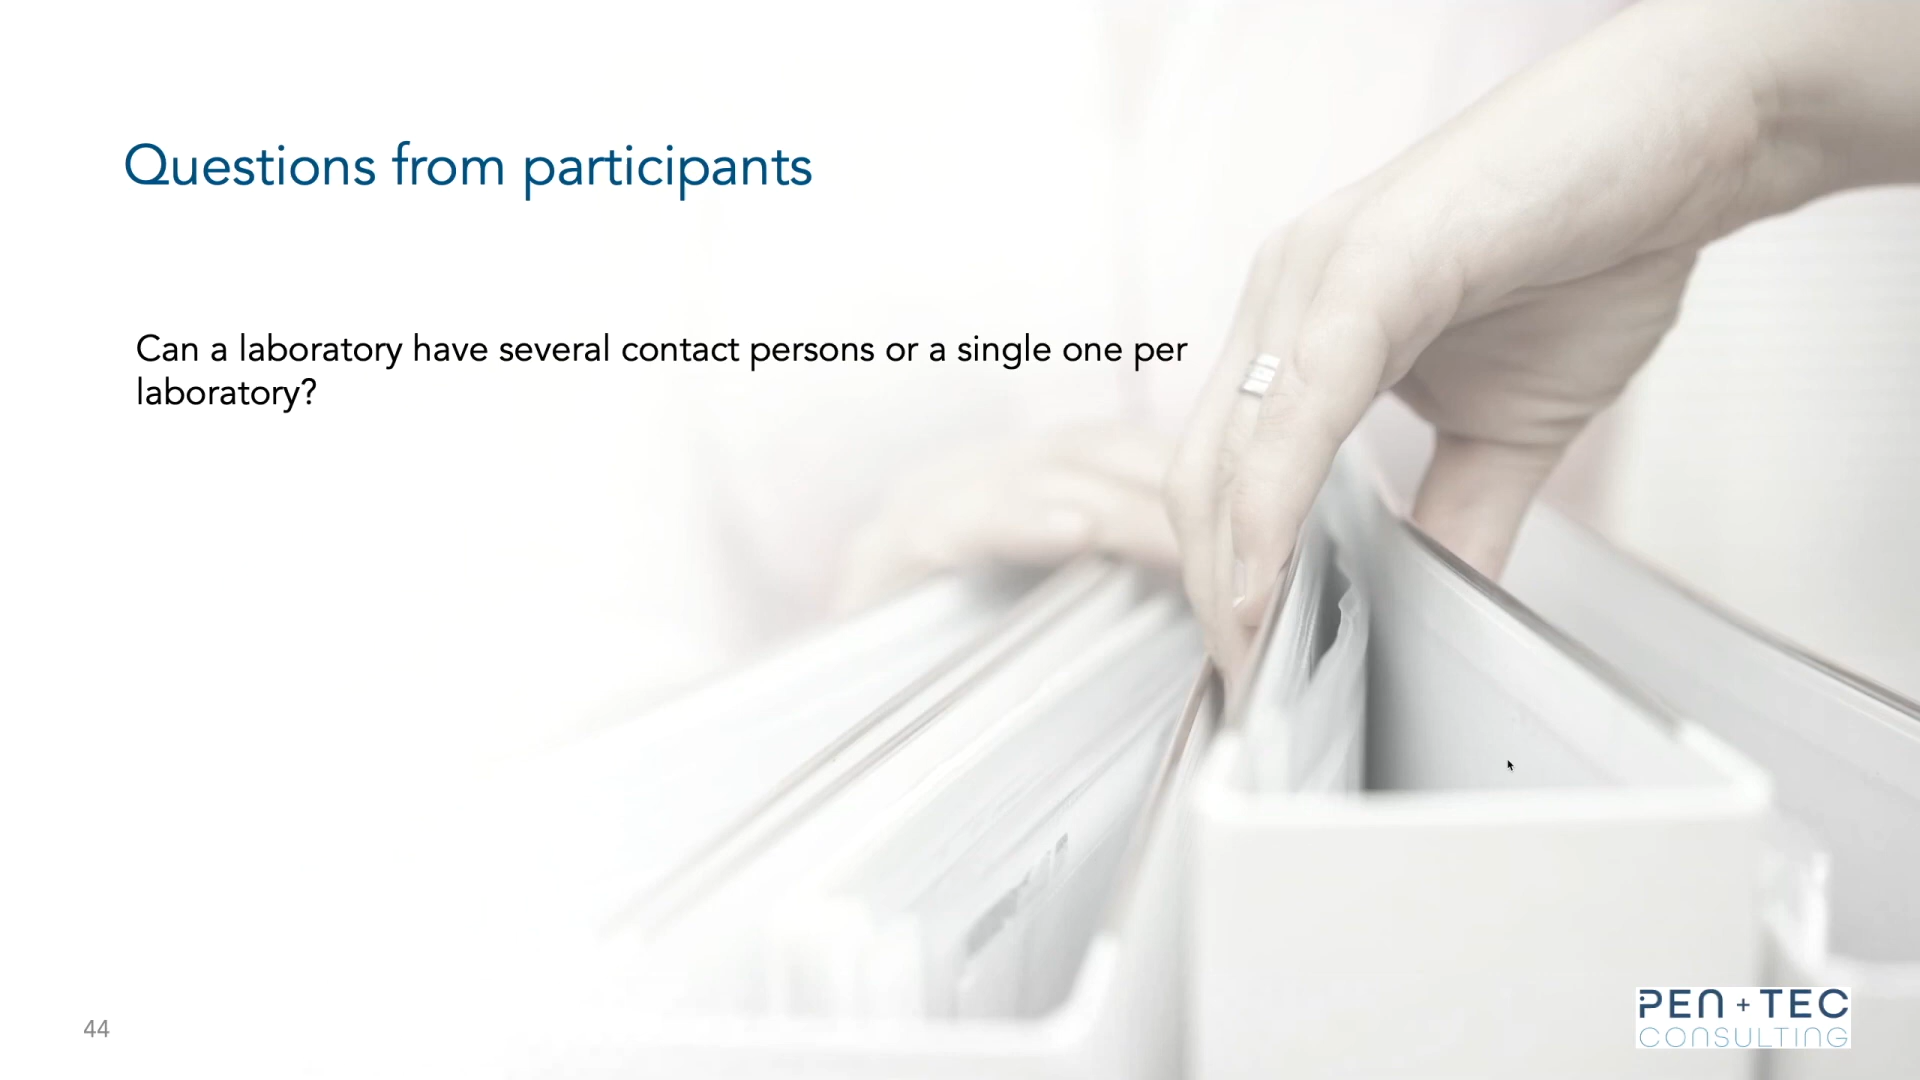 Questions from participants
Can a laboratory have several contact persons or a single one per
laboratory?
44
PEN + TEC
CONSULTING